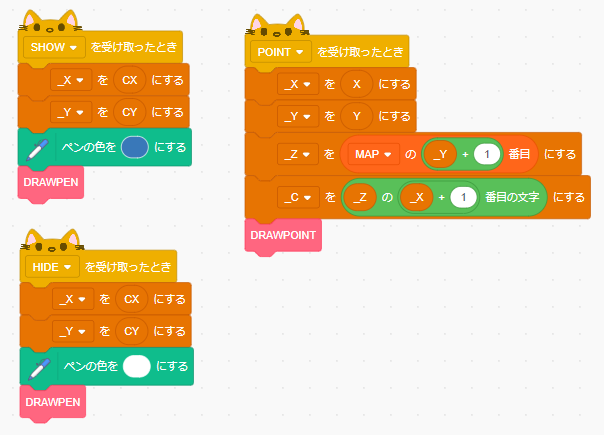 SHOW を受け取ったとき
_X を CX にする
_Y を CY にする
ペンの色を にする
DRAWPEN
HIDE を受け取ったとき
_X を CX にする
_Y を CY にする
ペンの色を にする
DRAWPEN
POINT を受け取ったとき
_X を X にする
_Y を Y にする
_Z を MAP の _Y + 1 番目 にする
_C を _Z の _X + 1 番目の文字 にする
DRAWPOINT